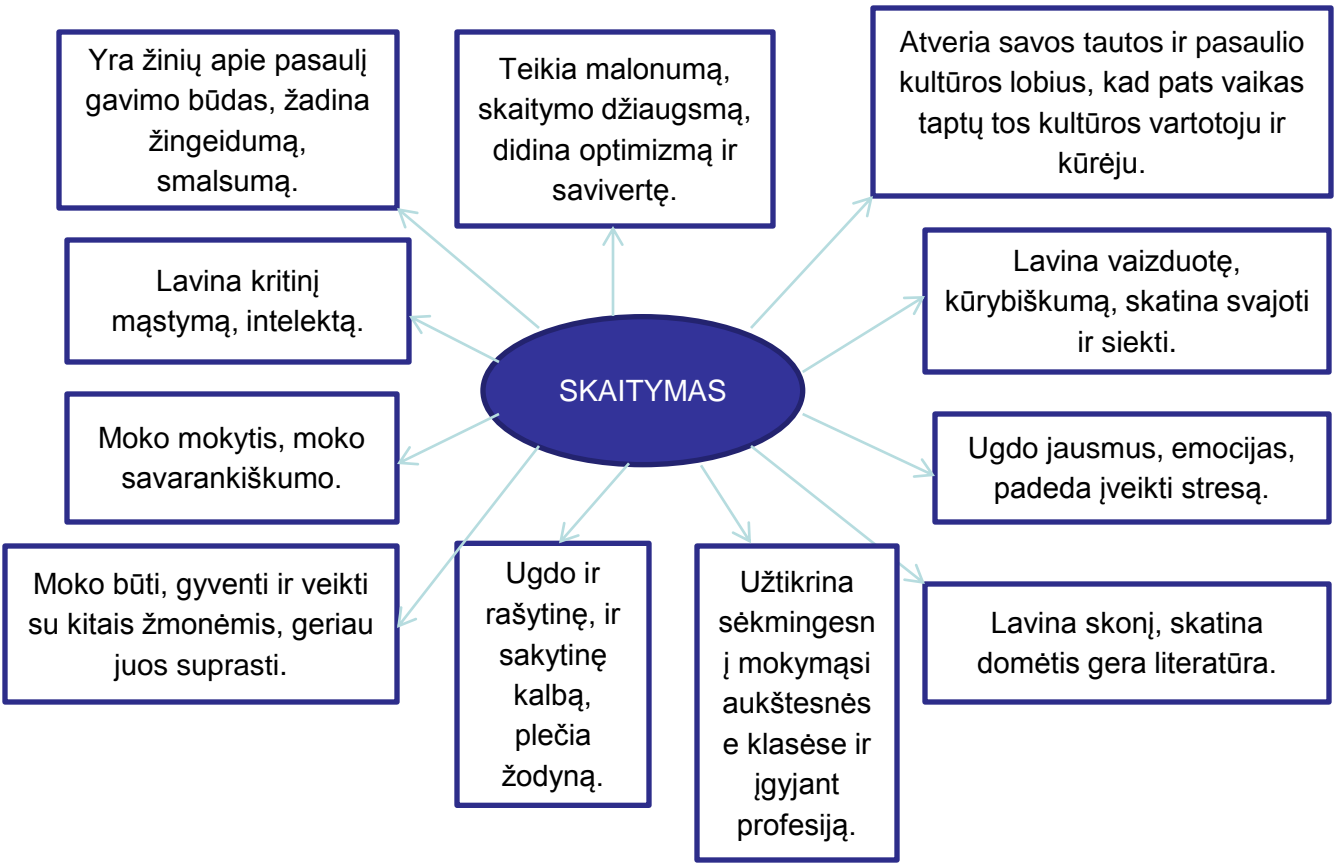 Yra žinių apie pasaulį
gavimo būdas, žadina
žingeidumą,
smalsumą.
Teikia malonumą,
skaitymo džiaugsmą,
didina optimizmą ir
savivertę.
Atveria savos tautos ir pasaulio
kultūros lobius, kad pats vaikas
taptų tos kultūros vartotoju ir
kūrėju.
Lavina kritinį
mąstymą, intelektą.
Lavina vaizduotę,
kūrybiškumą, skatina svajoti
ir siekti.
SKAITYMAS
Moko mokytis, moko
savarankiškumo.
Ugdo jausmus, emocijas,
padeda įveikti stresą.
Moko būti, gyventi ir veikti
su kitais žmonėmis, geriau
juos suprasti.
Ugdo ir
rašytinę, ir
sakytinę
kalbą,
plečia
žodyną.
Užtikrina
sėkmingesn
į mokymąsi
aukštesnės
e klasėse ir
įgyjant
profesiją.
Lavina skonį, skatina
domėtis gera literatūra.